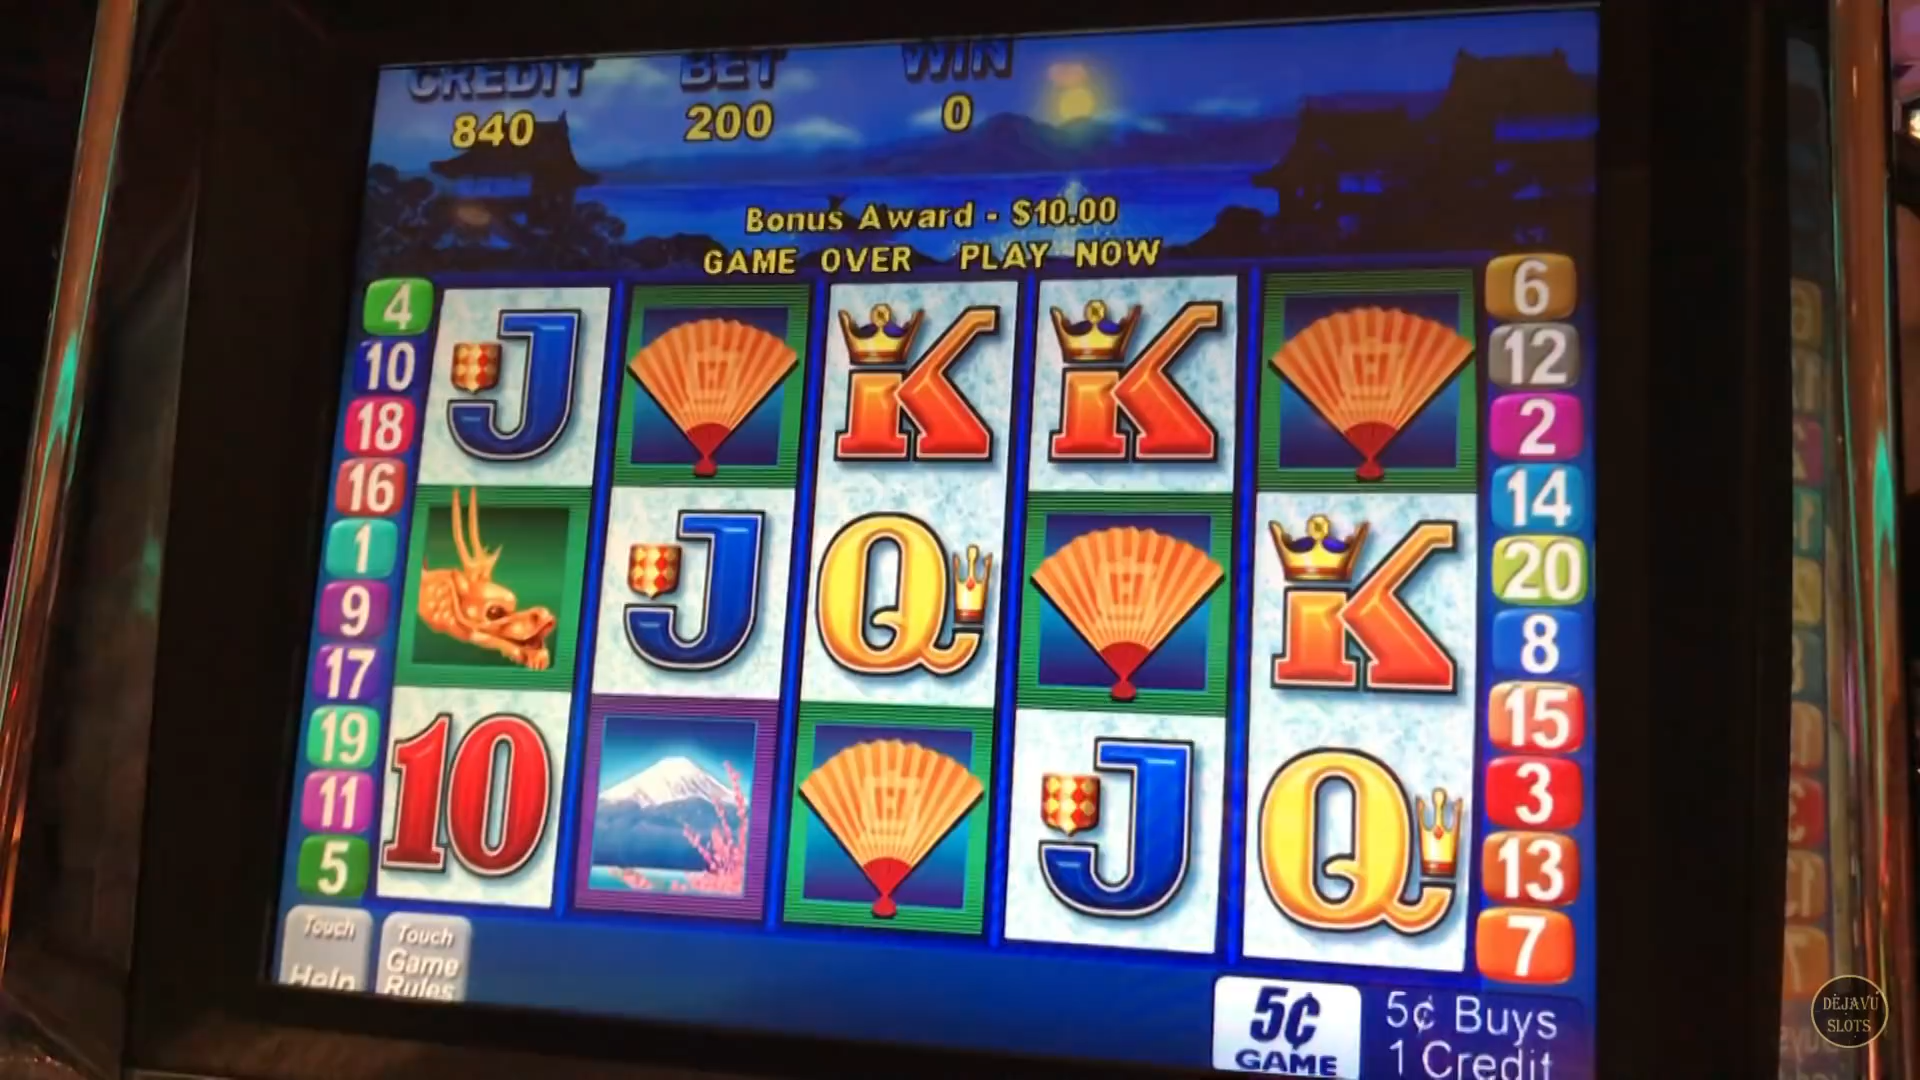 CREDIT BET WIN
840 200 0
Bonus Award - $10.00
GAME OVER PLAY NOW
4 J K K 6
10 12
18 2
16 14
1 J Q K 20
9 8
17 15
19 10 J Q 3
11 13
5 7
Touch
Help
Touch
Game
Rules
5¢
GAME
5¢ Buys
1 Credit
DEJAVU
SLOTS